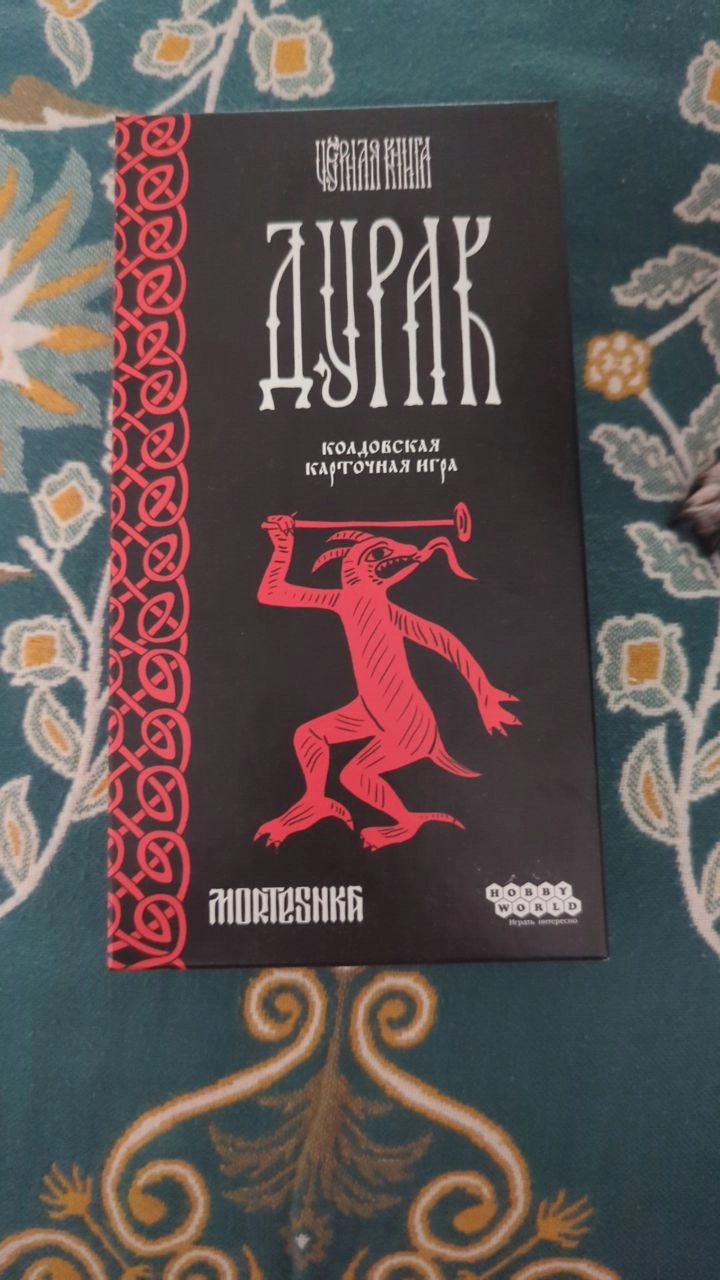 ЧЁРНАЯ КНИГА
ДУРАК
КОЛДОВСКАЯ
КАРТОЧНАЯ ИГРА
MORTESHKA
HOBBY
WORLD
Играть интересно